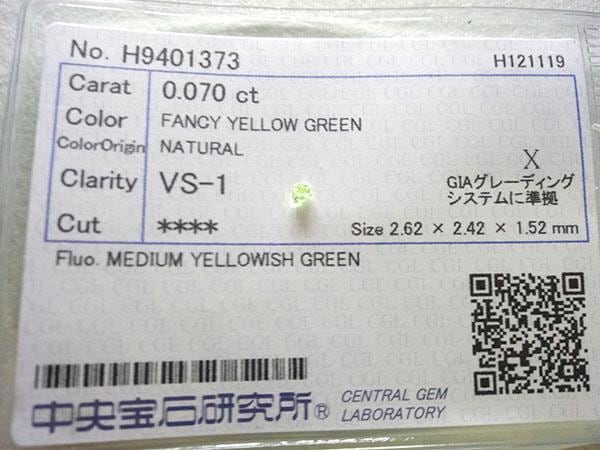 No. H9401373
H121119
Carat 0.070 ct
Color FANCY YELLOW GREEN
ColorOrigin NATURAL
Clarity VS-1
X
GIAグレーディング
システムに準拠
Cut **** Size 2.62 × 2.42 × 1.52 mm
Fluo. MEDIUM YELLOWISH GREEN
中央宝石研究所® CENTRAL GEM
LABORATORY